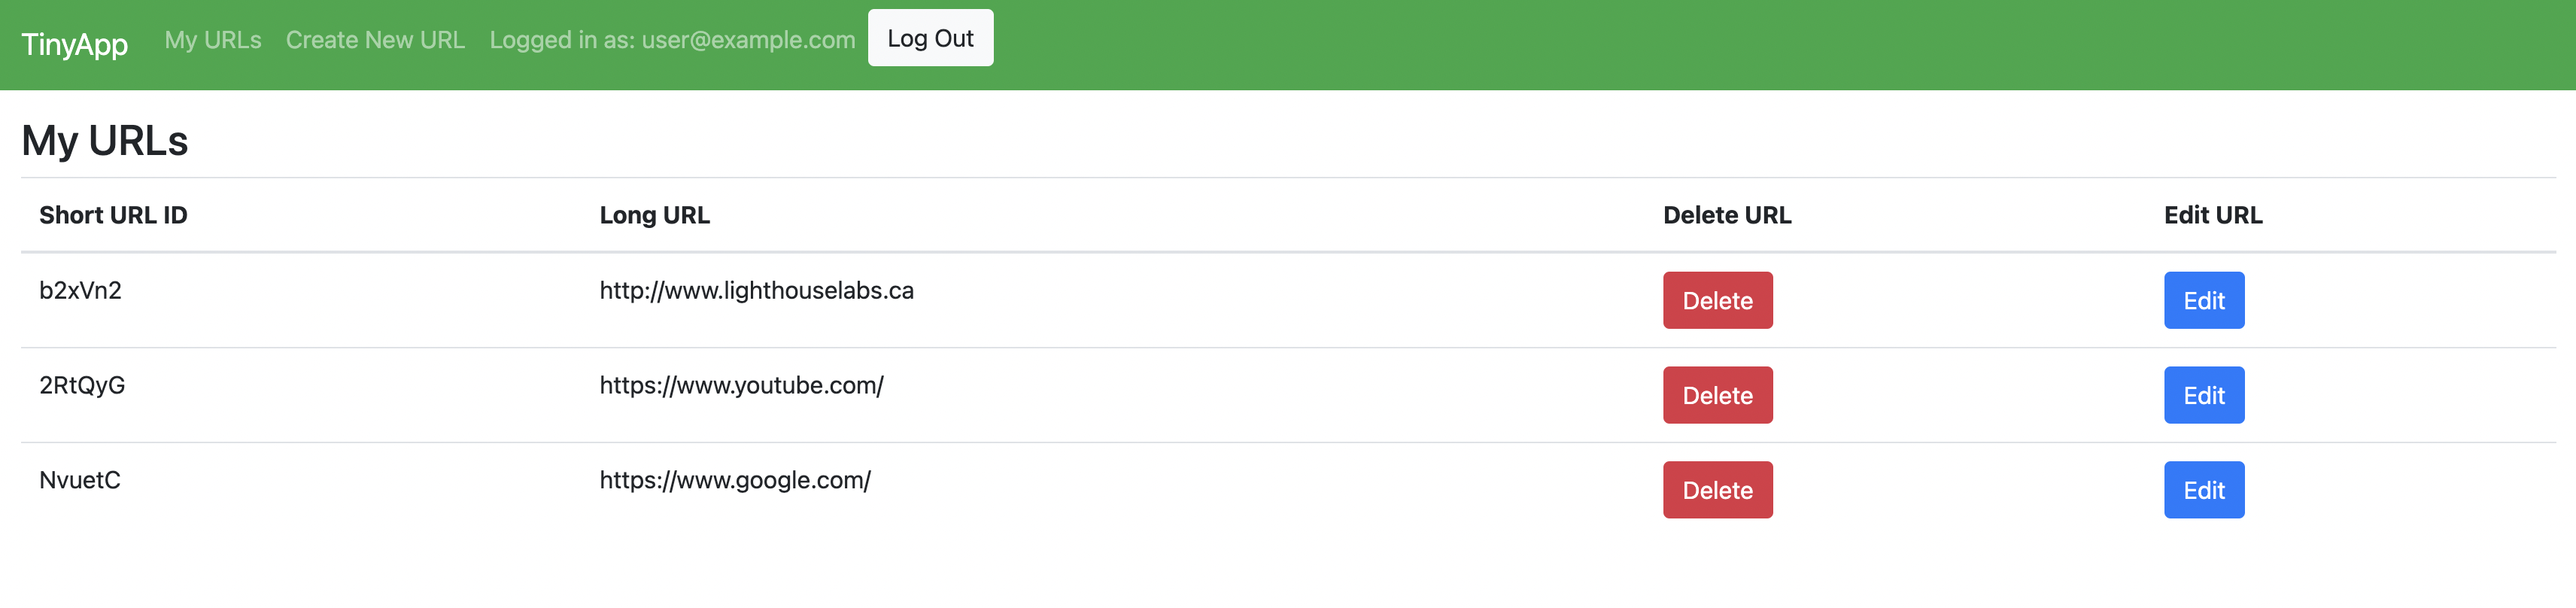 TinyApp My URLs Create New URL Logged in as: user@example.com Log Out
My URLs
Short URL ID Long URL Delete URL Edit URL
b2xVn2 http://www.lighthouselabs.ca Delete Edit
2RtQyG https://www.youtube.com/ Delete Edit
NvuetC https://www.google.com/ Delete Edit